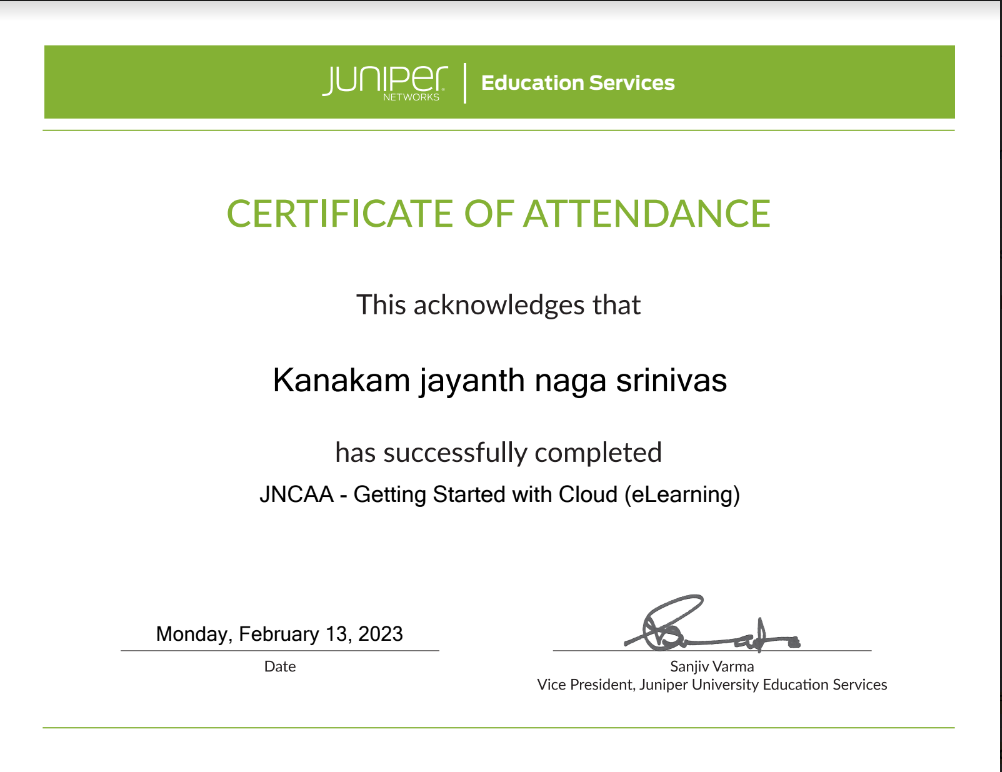 JUNIPER NETWORKS | Education Services
CERTIFICATE OF ATTENDANCE
This acknowledges that
Kanakam jayanth naga srinivas
has successfully completed
JNCAA - Getting Started with Cloud (eLearning)
Monday, February 13, 2023
Date
Sanjiv Varma
Vice President, Juniper University Education Services